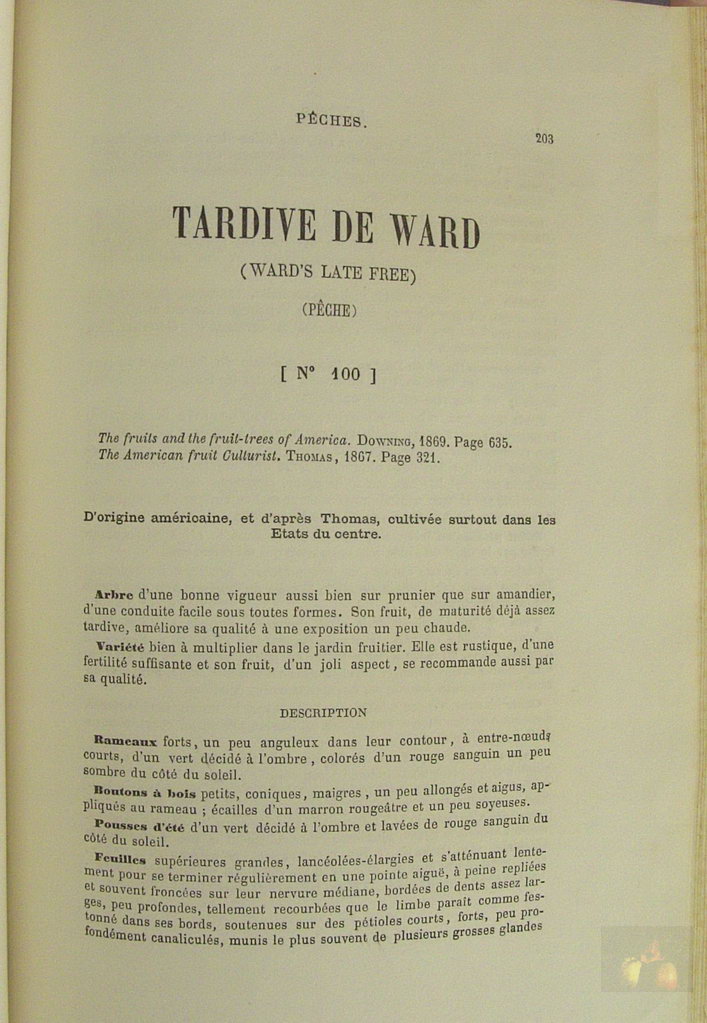 PÊCHES.
203
TARDIVE DE WARD
(WARD'S LATE FREE)
(PÊCHE)
[ N° 100 ]
The fruits and the fruit-trees of America. DOWNING, 1869. Page 635.
The American fruit Culturist. THOMAS, 1867. Page 321.
D'origine américaine, et d'après Thomas, cultivée surtout dans les
Etats du centre.
Arbre d'une bonne vigueur aussi bien sur prunier que sur amandier,
d'une conduite facile sous toutes formes. Son fruit, de maturité déjà assez
tardive, améliore sa qualité à une exposition un peu chaude.
Variété bien à multiplier dans le jardin fruitier. Elle est rustique, d'une
fertilité suffisante et son fruit, d'un joli aspect, se recommande aussi par
sa qualité.
DESCRIPTION
Rameaux forts, un peu anguleux dans leur contour, à entre-nœuds
courts, d'un vert décidé à l'ombre, colorés d'un rouge sanguin un peu
sombre du côté du soleil.
Boutons à bois petits, coniques, maigres, un peu allongés et aigus, ap-
pliqués au rameau ; écailles d'un marron rougeâtre et un peu soyeuses.
Pousses d'été d'un vert décidé à l'ombre et lavées de rouge sanguin du
côté du soleil.
Feuilles supérieures grandes, lancéolées-élargies et s'atténuant lente-
ment pour se terminer régulièrement en une pointe aiguë, à peine repliées
et souvent froncées sur leur nervure médiane, bordées de dents assez lar-
ges, peu profondes, tellement recourbées que le limbe paraît comme fes-
tonné dans ses bords, soutenues sur des pétioles courts, forts, peu pro-
fondément canaliculés, munis le plus souvent de plusieurs grosses glandes